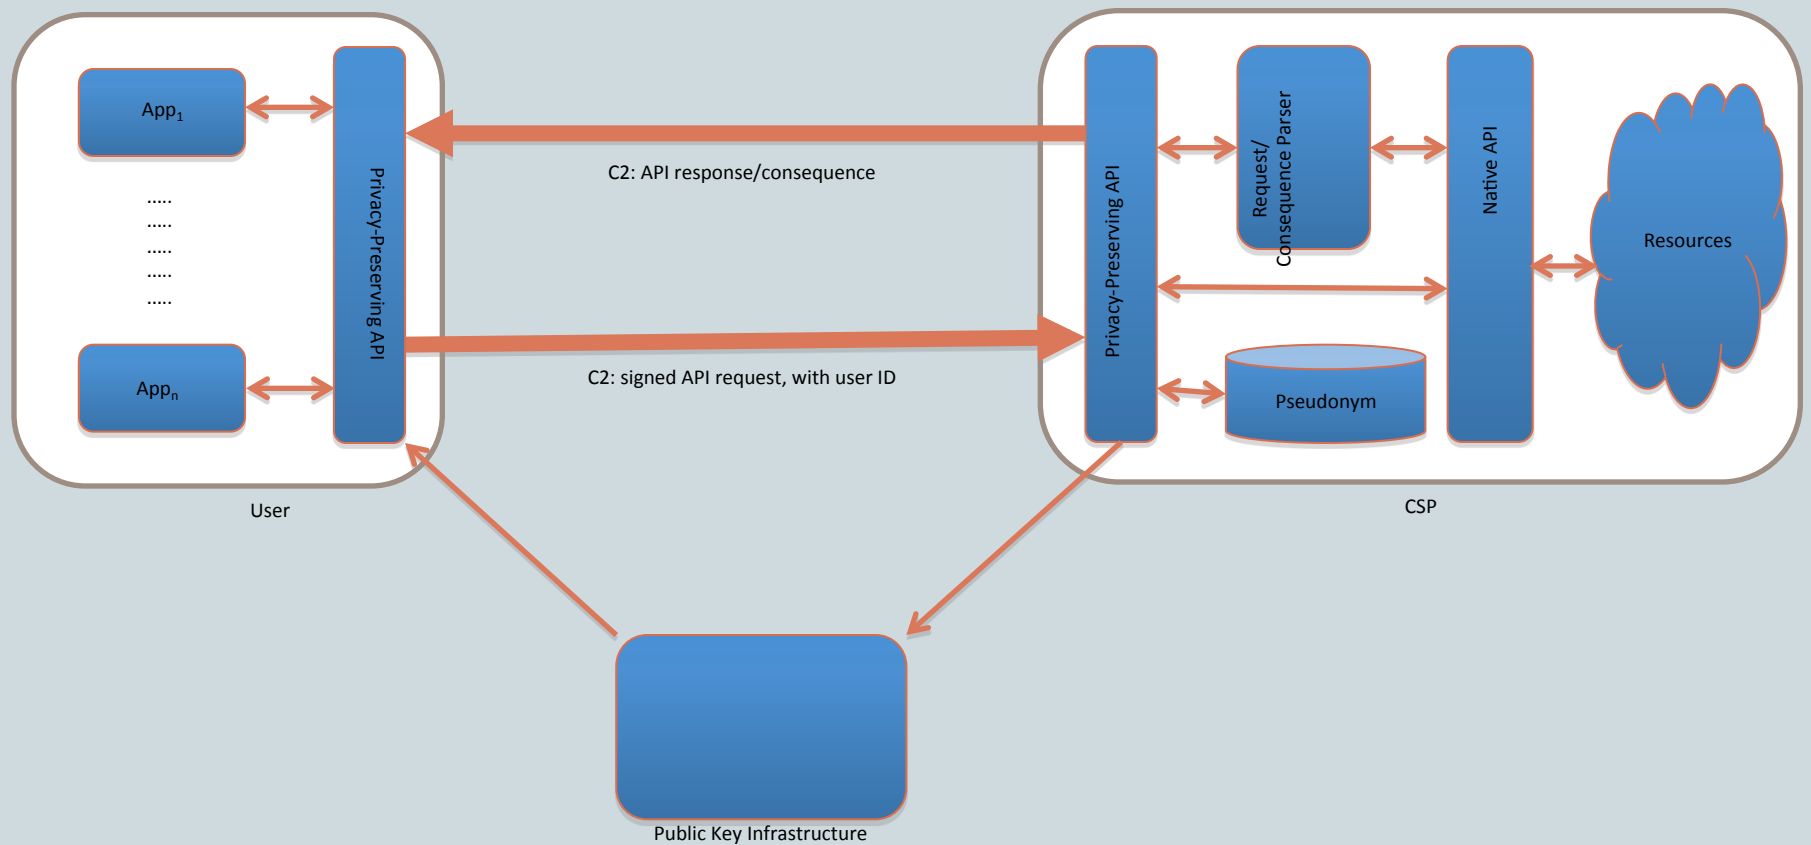 App1
.....
.....
.....
.....
.....
Appn
Privacy-Preserving API
User
C2: API response/consequence
C2: signed API request, with user ID
Privacy-Preserving API
Request/
Consequence Parser
Native API
Resources
Pseudonym
CSP
Public Key Infrastructure